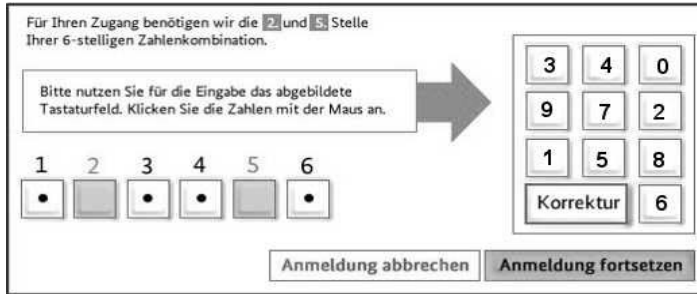 Für Ihren Zugang benötigen wir die 2. und 5. Stelle
Ihrer 6-stelligen Zahlenkombination.
Bitte nutzen Sie für die Eingabe das abgebildete
Tastaturfeld. Klicken Sie die Zahlen mit der Maus an.
1 2 3 4 5 6
3 4 0
9 7 2
1 5 8
Korrektur 6
Anmeldung abbrechen Anmeldung fortsetzen